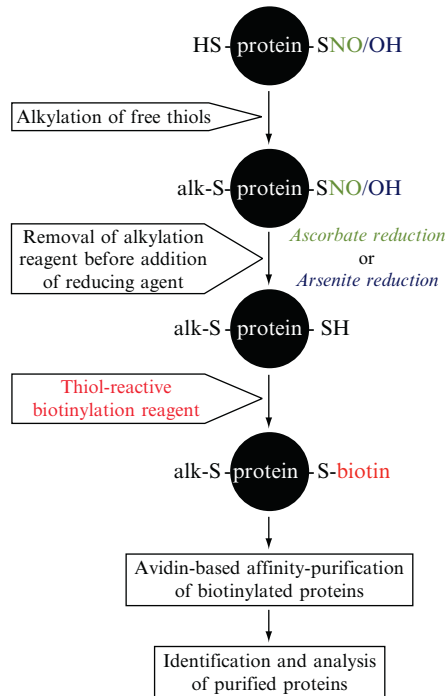 HS- protein -SNO/OH
Alkylation of free thiols
alk-S- protein -SNO/OH
Removal of alkylation
reagent before addition
of reducing agent
Ascorbate reduction
or
Arsenite reduction
alk-S- protein - SH
Thiol-reactive
biotinylation reagent
alk-S- protein -S-biotin
Avidin-based affinity-purification
of biotinylated proteins
Identification and analysis
of purified proteins